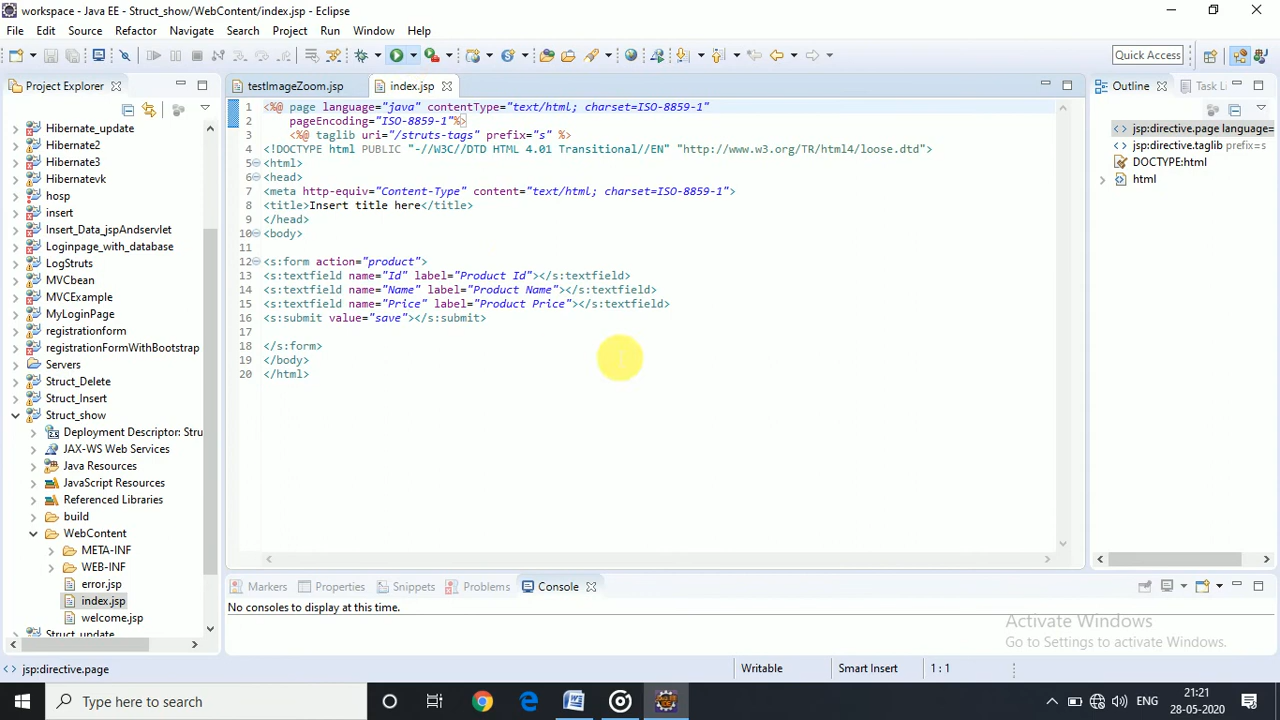 workspace - Java EE - Struct_show/WebContent/index.jsp - Eclipse
File Edit Source Refactor Navigate Search Project Run Window Help
Quick Access
Project Explorer
testImageZoom.jsp
index.jsp
Outline
Task Li
Hibernate_update
Hibernate2
Hibernate3
Hibernatevk
hosp
insert
Insert_Data_jspAndservlet
Loginpage_with_database
LogStruts
MVCbean
MVCExample
MyLoginPage
registrationform
registrationFormWithBootstrap
Servers
Struct_Delete
Struct_Insert
Struct_show
Deployment Descriptor: Stru
JAX-WS Web Services
Java Resources
JavaScript Resources
Referenced Libraries
build
WebContent
META-INF
WEB-INF
error.jsp
index.jsp
welcome.jsp
Struct_update
1 <%@ page language="java" contentType="text/html; charset=ISO-8859-1"
2 pageEncoding="ISO-8859-1"%>
3 <%@ taglib uri="/struts-tags" prefix="s" %>
4 <!DOCTYPE html PUBLIC "-//W3C//DTD HTML 4.01 Transitional//EN" "http://www.w3.org/TR/html4/loose.dtd">
5 <html>
6 <head>
7 <meta http-equiv="Content-Type" content="text/html; charset=ISO-8859-1">
8 <title>Insert title here</title>
9 </head>
10 <body>
11
12 <s:form action="product">
13 <s:textfield name="Id" label="Product Id"></s:textfield>
14 <s:textfield name="Name" label="Product Name"></s:textfield>
15 <s:textfield name="Price" label="Product Price"></s:textfield>
16 <s:submit value="save"></s:submit>
17
18 </s:form>
19 </body>
20 </html>
jsp:directive.page language=
jsp:directive.taglib prefix=s
DOCTYPE:html
html
Markers Properties Snippets Problems Console
No consoles to display at this time.
Activate Windows
Go to Settings to activate Windows.
jsp:directive.page
Writable
Smart Insert
1 : 1
Type here to search
ENG
21:21
28-05-2020